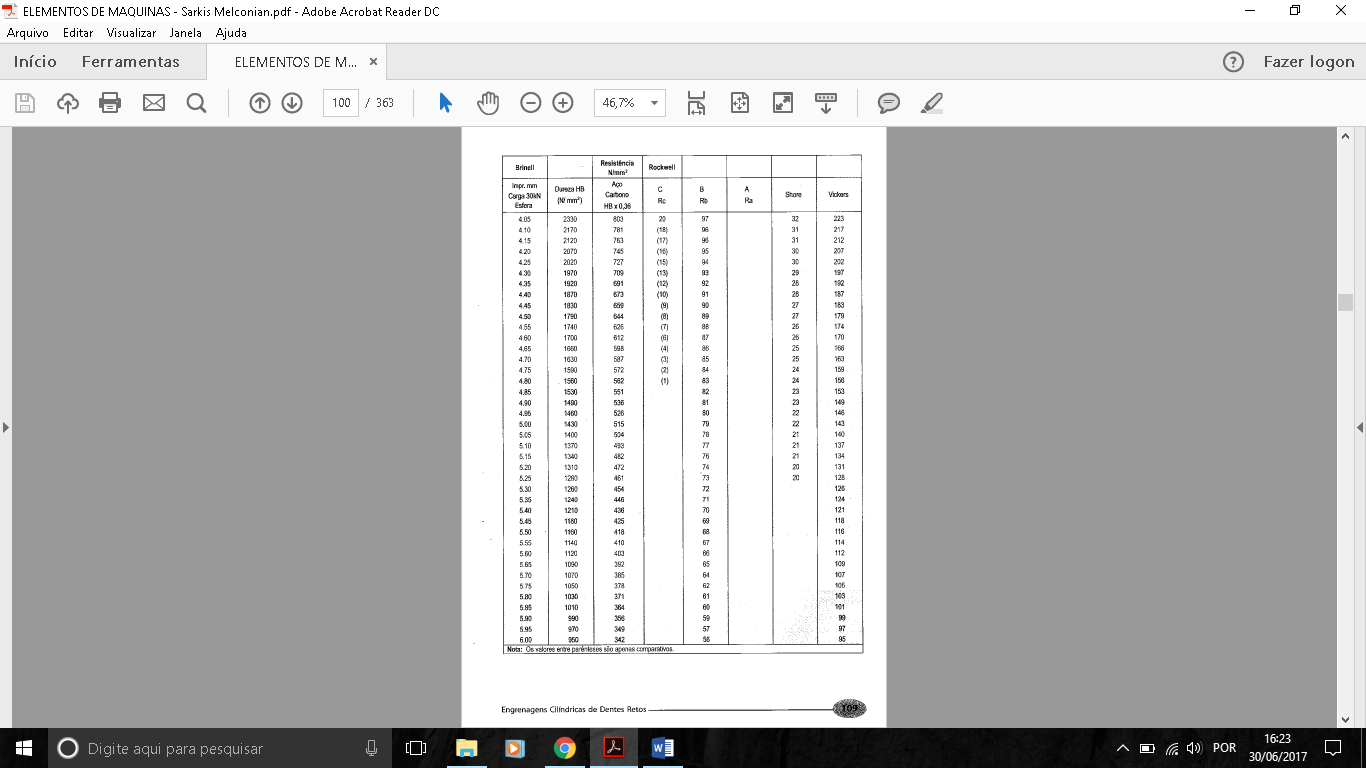 ELEMENTOS DE MAQUINAS - Sarkis Melconian.pdf - Adobe Acrobat Reader DC
Arquivo Editar Visualizar Janela Ajuda
Início Ferramentas ELEMENTOS DE M... × ? Fazer logon
100 / 363 46,7%
Brinell Resistência N/mm² Rockwell
Impr. mm Carga 30kN Esfera Dureza HB (N/ mm²) Aço Carbono HB x 0,36 C Rc B Rb A Ra Shore Vickers
4.05 2330 803 20 97 32 223
4.10 2170 781 (18) 96 31 217
4.15 2120 763 (17) 96 31 212
4.20 2070 745 (16) 95 30 207
4.25 2020 727 (15) 94 30 202
4.30 1970 709 (13) 93 29 197
4.35 1920 691 (12) 92 28 192
4.40 1870 673 (10) 91 28 187
4.45 1830 659 (9) 90 27 183
4.50 1790 644 (8) 89 27 179
4.55 1740 626 (7) 88 26 174
4.60 1700 612 (6) 87 26 170
4.65 1660 598 (4) 86 25 166
4.70 1630 587 (3) 85 25 163
4.75 1590 572 (2) 84 24 159
4.80 1560 562 (1) 83 24 156
4.85 1530 551 82 23 153
4.90 1490 536 81 23 149
4.95 1460 526 80 22 146
5.00 1430 515 79 22 143
5.05 1400 504 78 21 140
5.10 1370 493 77 21 137
5.15 1340 482 76 21 134
5.20 1310 472 74 20 131
5.25 1280 461 73 20 128
5.30 1260 454 72 126
5.35 1240 446 71 124
5.40 1210 436 70 121
5.45 1180 425 69 118
5.50 1160 418 68 116
5.55 1140 410 67 114
5.60 1120 403 66 112
5.65 1090 392 65 109
5.70 1070 385 64 107
5.75 1050 378 62 105
5.80 1030 371 61 103
5.85 1010 364 60 101
5.90 990 356 59 99
5.95 970 349 57 97
6.00 950 342 56 95
Nota: Os valores entre parênteses são apenas comparativos.
Engrenagens Cilíndricas de Dentes Retos 109
Digite aqui para pesquisar POR 16:23
30/06/2017